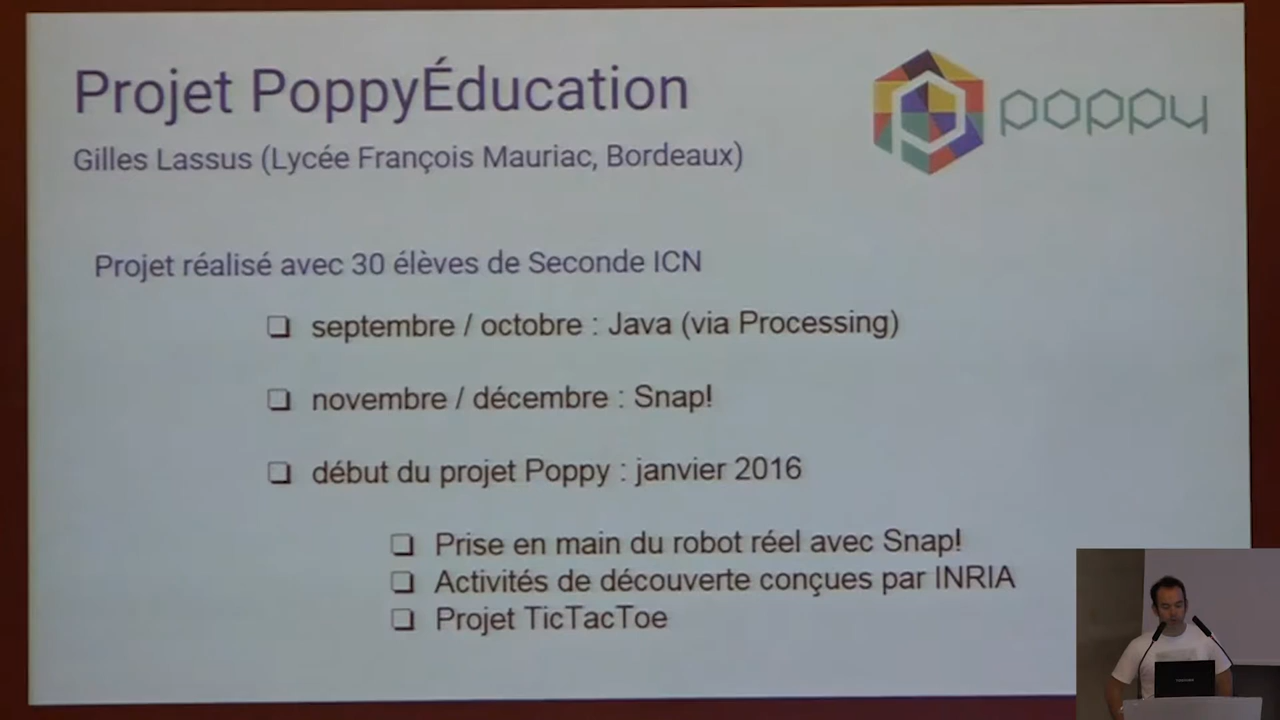 Projet PoppyÉducation
poppy
Gilles Lassus (Lycée François Mauriac, Bordeaux)
Projet réalisé avec 30 élèves de Seconde ICN
septembre / octobre : Java (via Processing)
novembre / décembre : Snap!
début du projet Poppy : janvier 2016
Prise en main du robot réel avec Snap!
Activités de découverte conçues par INRIA
Projet TicTacToe